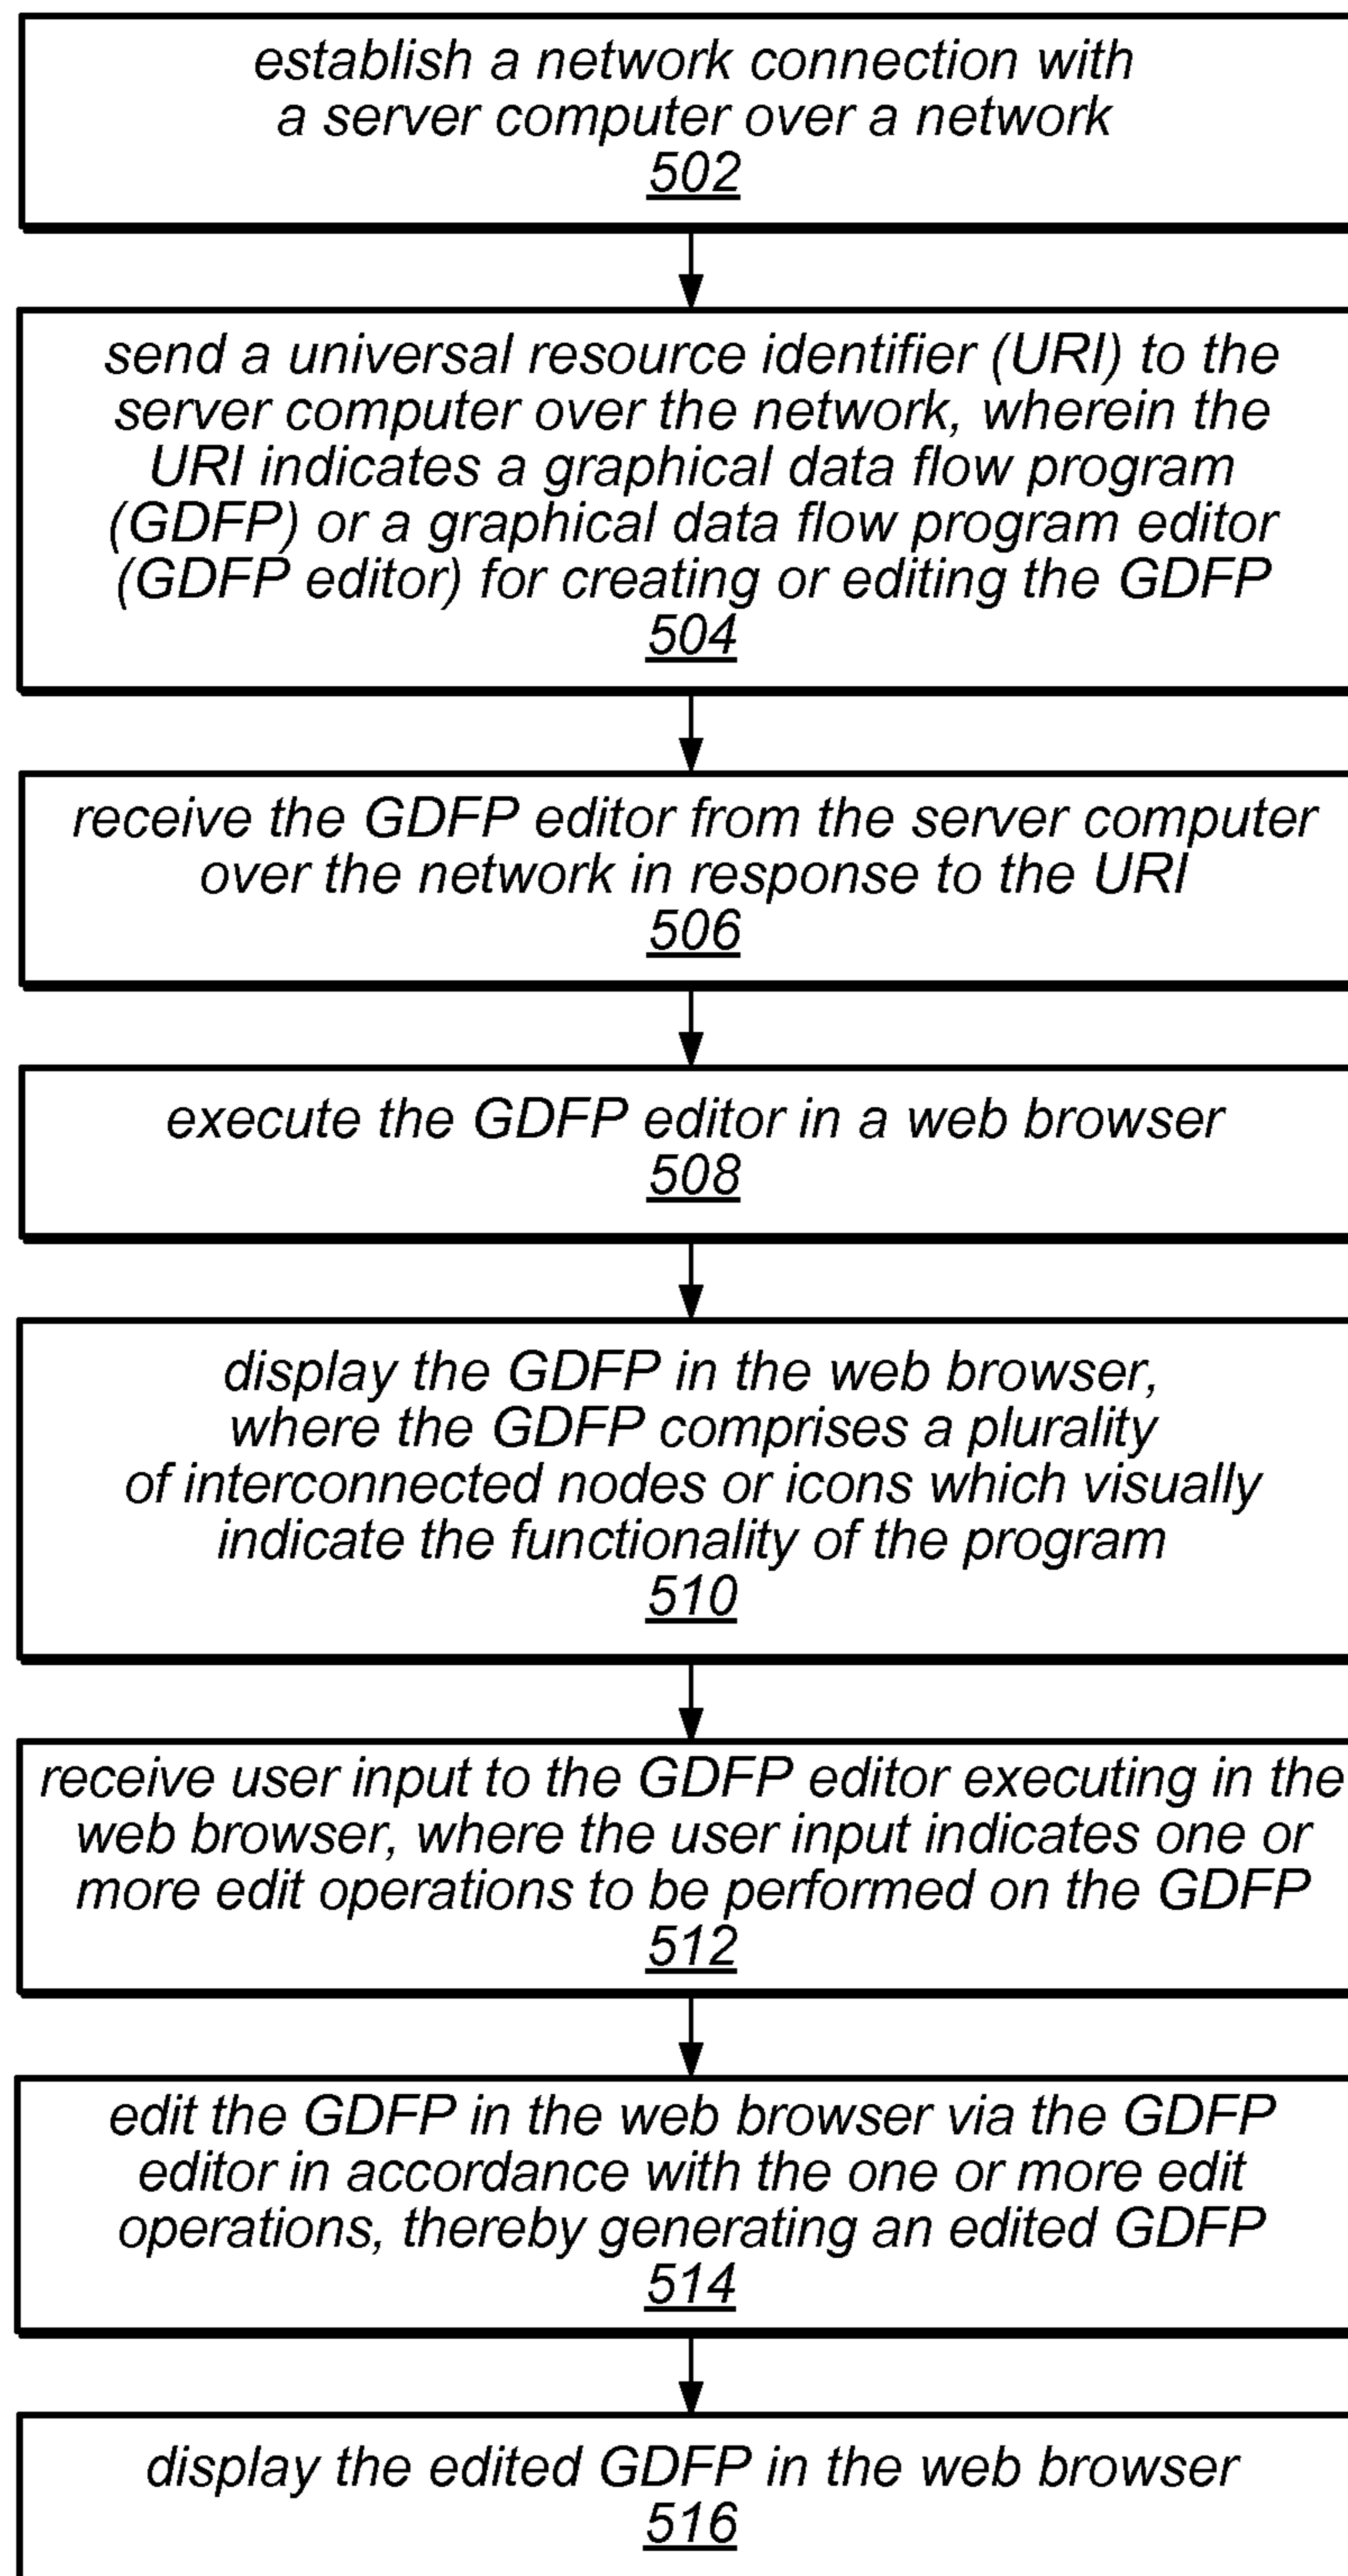 establish a network connection with
a server computer over a network
502
send a universal resource identifier (URI) to the
server computer over the network, wherein the
URI indicates a graphical data flow program
(GDFP) or a graphical data flow program editor
(GDFP editor) for creating or editing the GDFP
504
receive the GDFP editor from the server computer
over the network in response to the URI
506
execute the GDFP editor in a web browser
508
display the GDFP in the web browser,
where the GDFP comprises a plurality
of interconnected nodes or icons which visually
indicate the functionality of the program
510
receive user input to the GDFP editor executing in the
web browser, where the user input indicates one or
more edit operations to be performed on the GDFP
512
edit the GDFP in the web browser via the GDFP
editor in accordance with the one or more edit
operations, thereby generating an edited GDFP
514
display the edited GDFP in the web browser
516